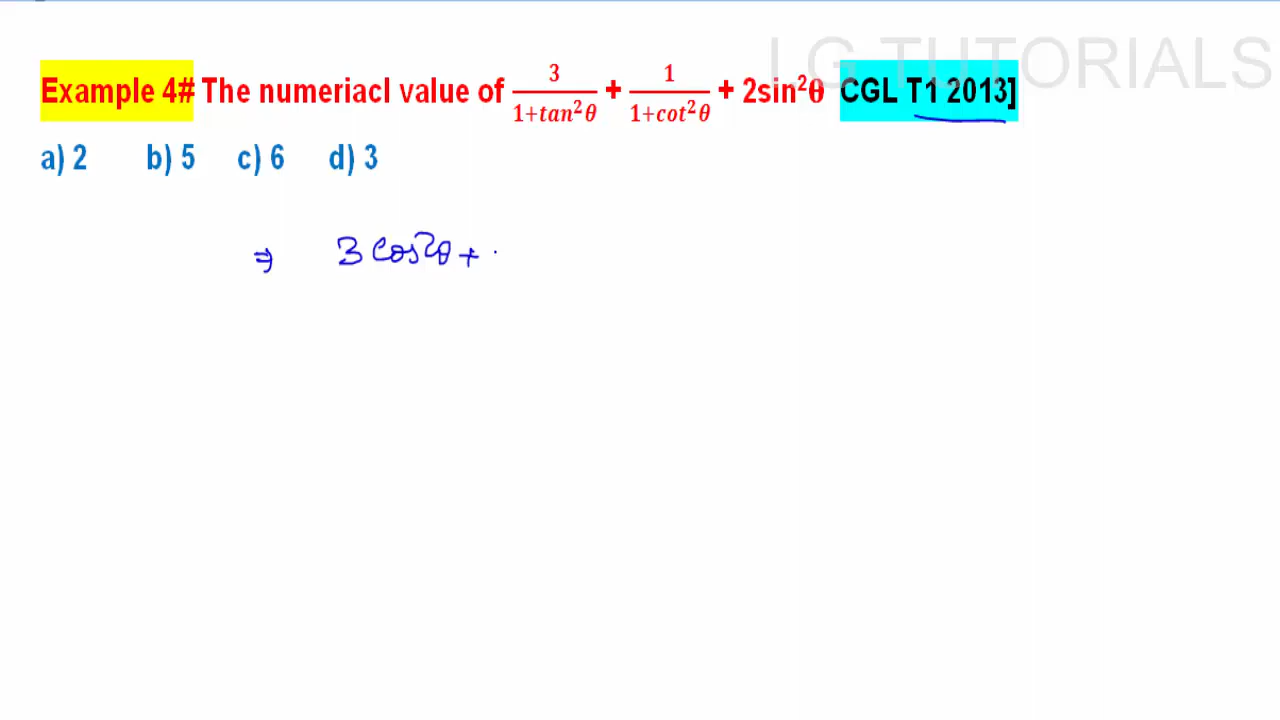 LG TUTORIALS
Example 4# The numeriacl value of 3/(1+tan²θ) + 1/(1+cot²θ) + 2sin²θ CGL T1 2013]
a) 2 b) 5 c) 6 d) 3
⇒ 3 cos²θ +